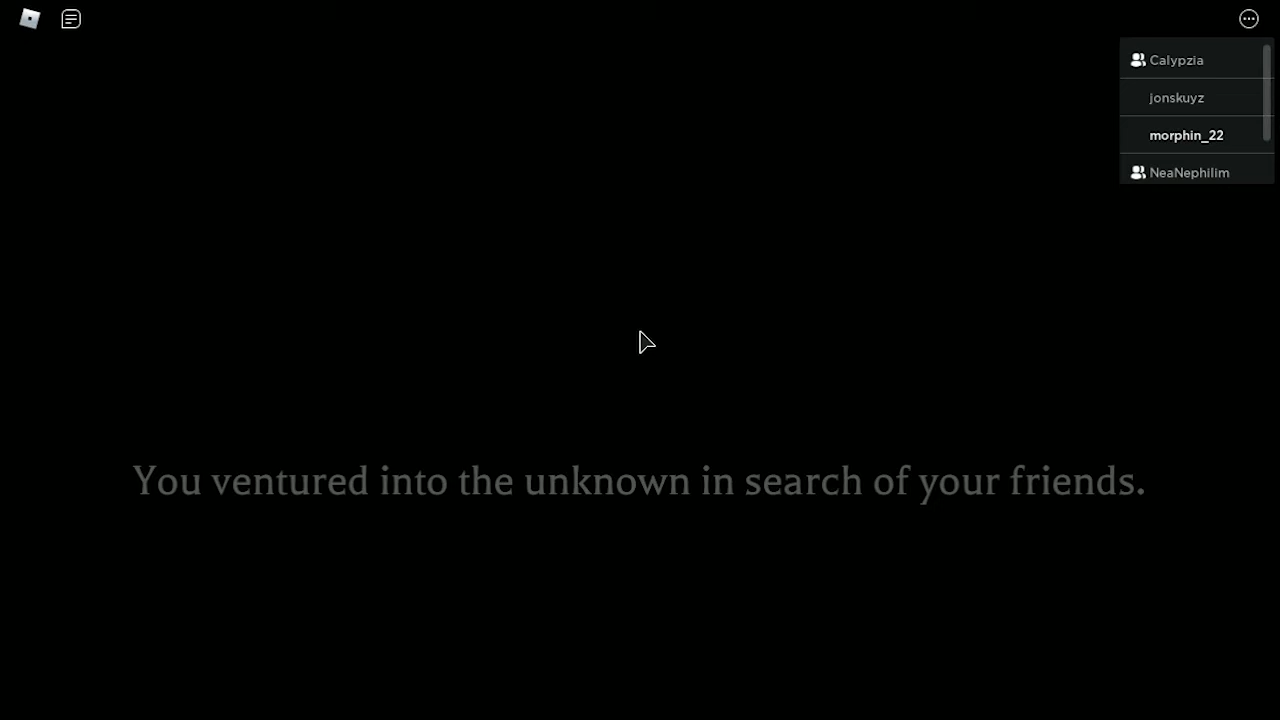 Calypzia
jonskuyz
morphin_22
NeaNephilim
You ventured into the unknown in search of your friends.